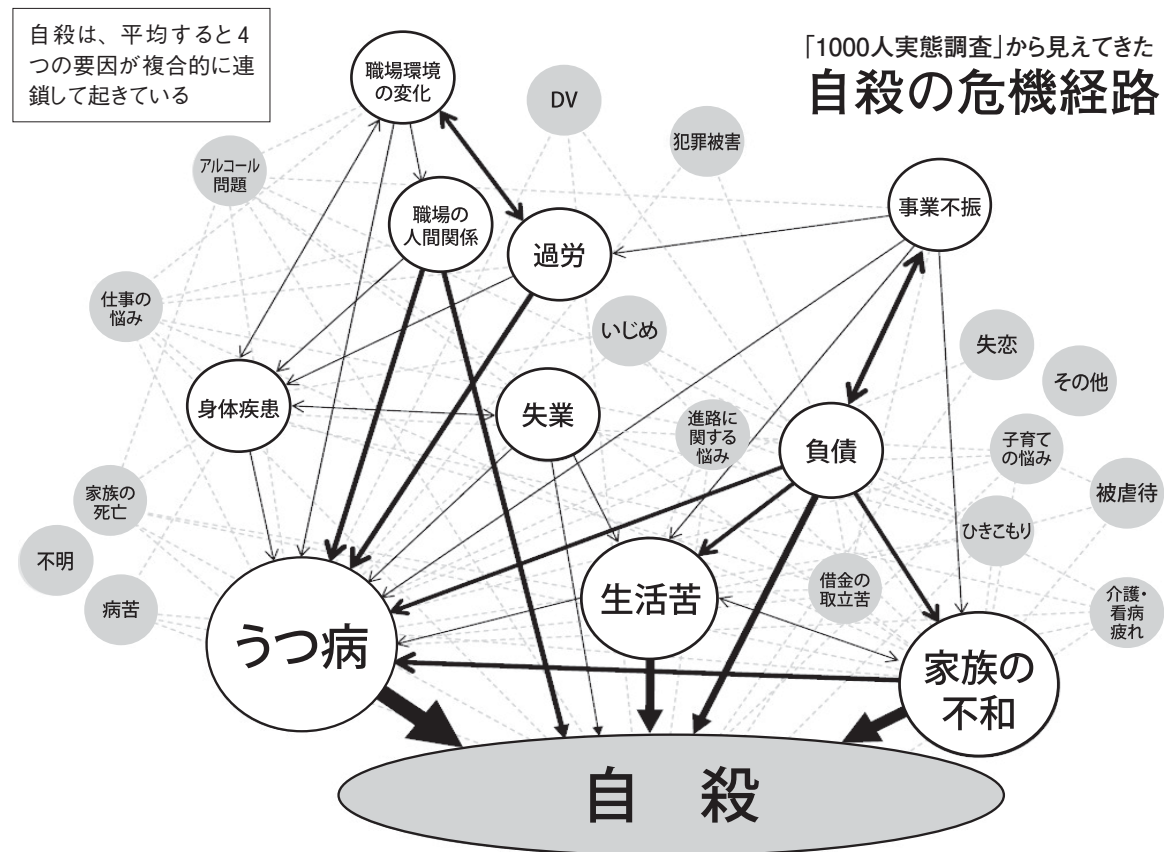 自殺は、平均すると4
つの要因が複合的に連
鎖して起きている
「1000人実態調査」から見えてきた
自殺の危機経路
職場環境
の変化
DV
犯罪被害
アルコール
問題
職場の
人間関係
過労
事業不振
仕事の
悩み
いじめ
失恋
その他
身体疾患
失業
進路に
関する
悩み
負債
子育て
の悩み
被虐待
家族の
死亡
ひきこもり
不明
病苦
うつ病
生活苦
借金の
取立苦
介護・
看病
疲れ
家族の
不和
自 殺